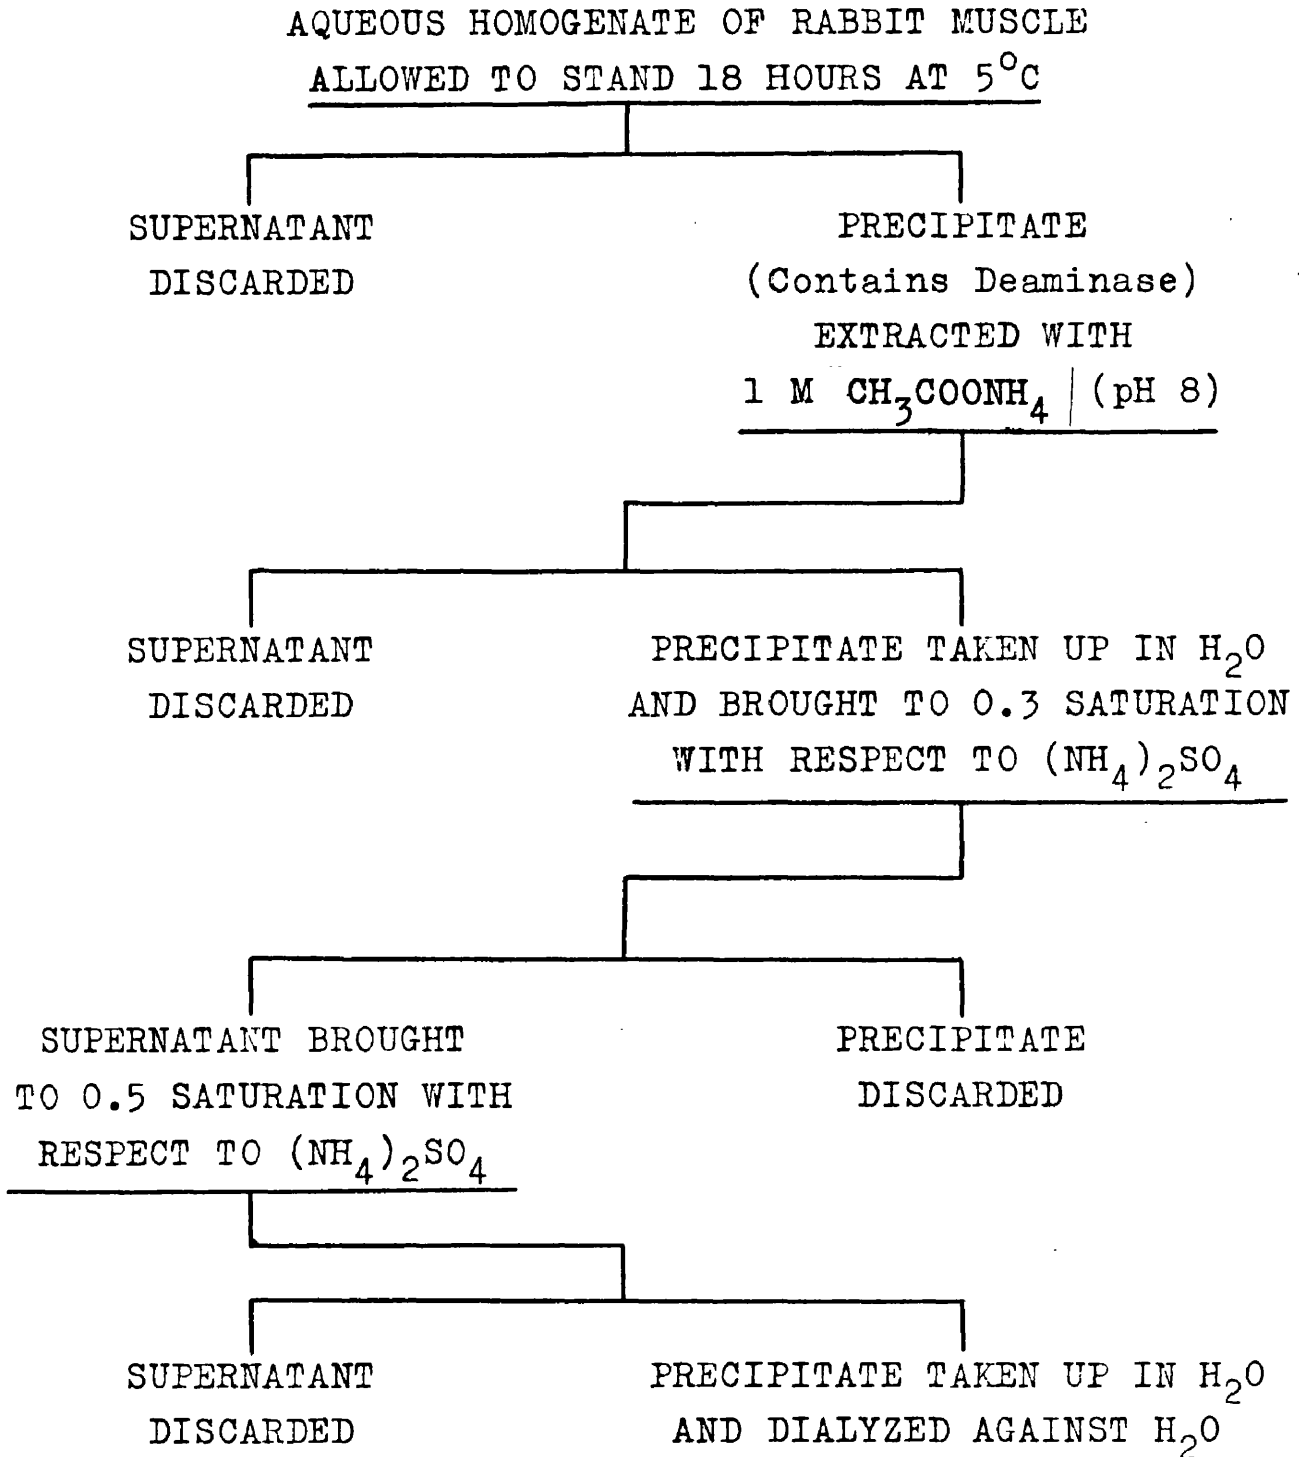 AQUEOUS HOMOGENATE OF RABBIT MUSCLE
ALLOWED TO STAND 18 HOURS AT 5°C
SUPERNATANT
DISCARDED
PRECIPITATE
(Contains Deaminase)
EXTRACTED WITH
1 M CH₃COONH₄ (pH 8)
SUPERNATANT
DISCARDED
PRECIPITATE TAKEN UP IN H₂O
AND BROUGHT TO 0.3 SATURATION
WITH RESPECT TO (NH₄)₂SO₄
SUPERNATANT BROUGHT
TO 0.5 SATURATION WITH
RESPECT TO (NH₄)₂SO₄
PRECIPITATE
DISCARDED
SUPERNATANT
DISCARDED
PRECIPITATE TAKEN UP IN H₂O
AND DIALYZED AGAINST H₂O